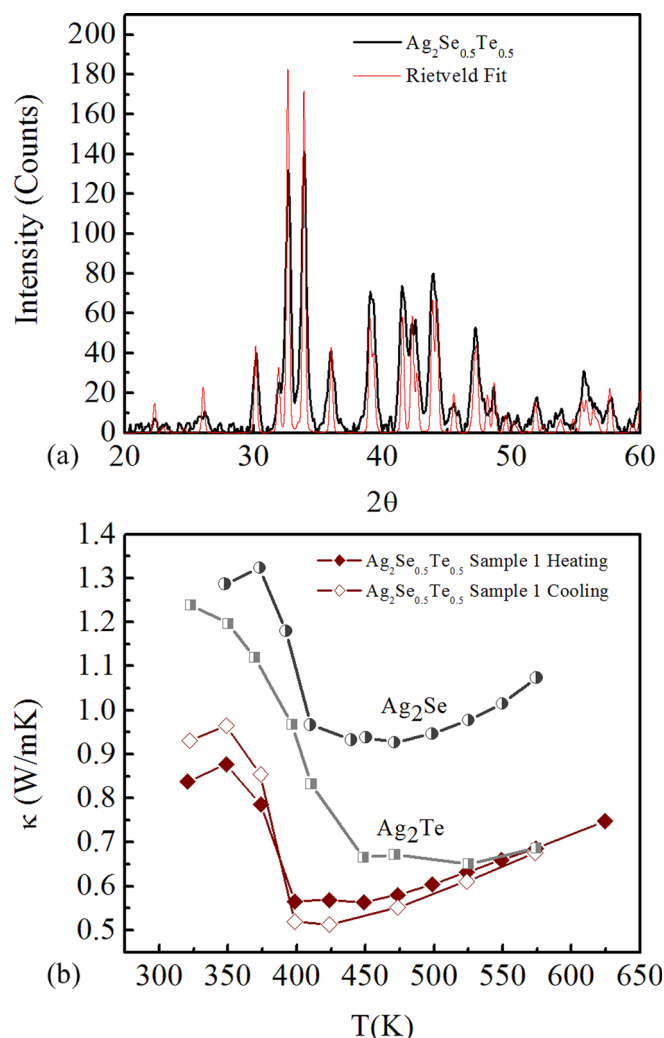 200
180
160
140
120
100
80
60
40
20
0
Intensity (Counts)
Ag₂Se₀.₅Te₀.₅
Rietveld Fit
20 30 40 50 60
(a)
2θ
1.4
1.3
1.2
1.1
1.0
0.9
0.8
0.7
0.6
0.5
κ (W/mK)
Ag₂Se₀.₅Te₀.₅ Sample 1 Heating
Ag₂Se₀.₅Te₀.₅ Sample 1 Cooling
Ag₂Se
Ag₂Te
300 350 400 450 500 550 600 650
(b)
T(K)